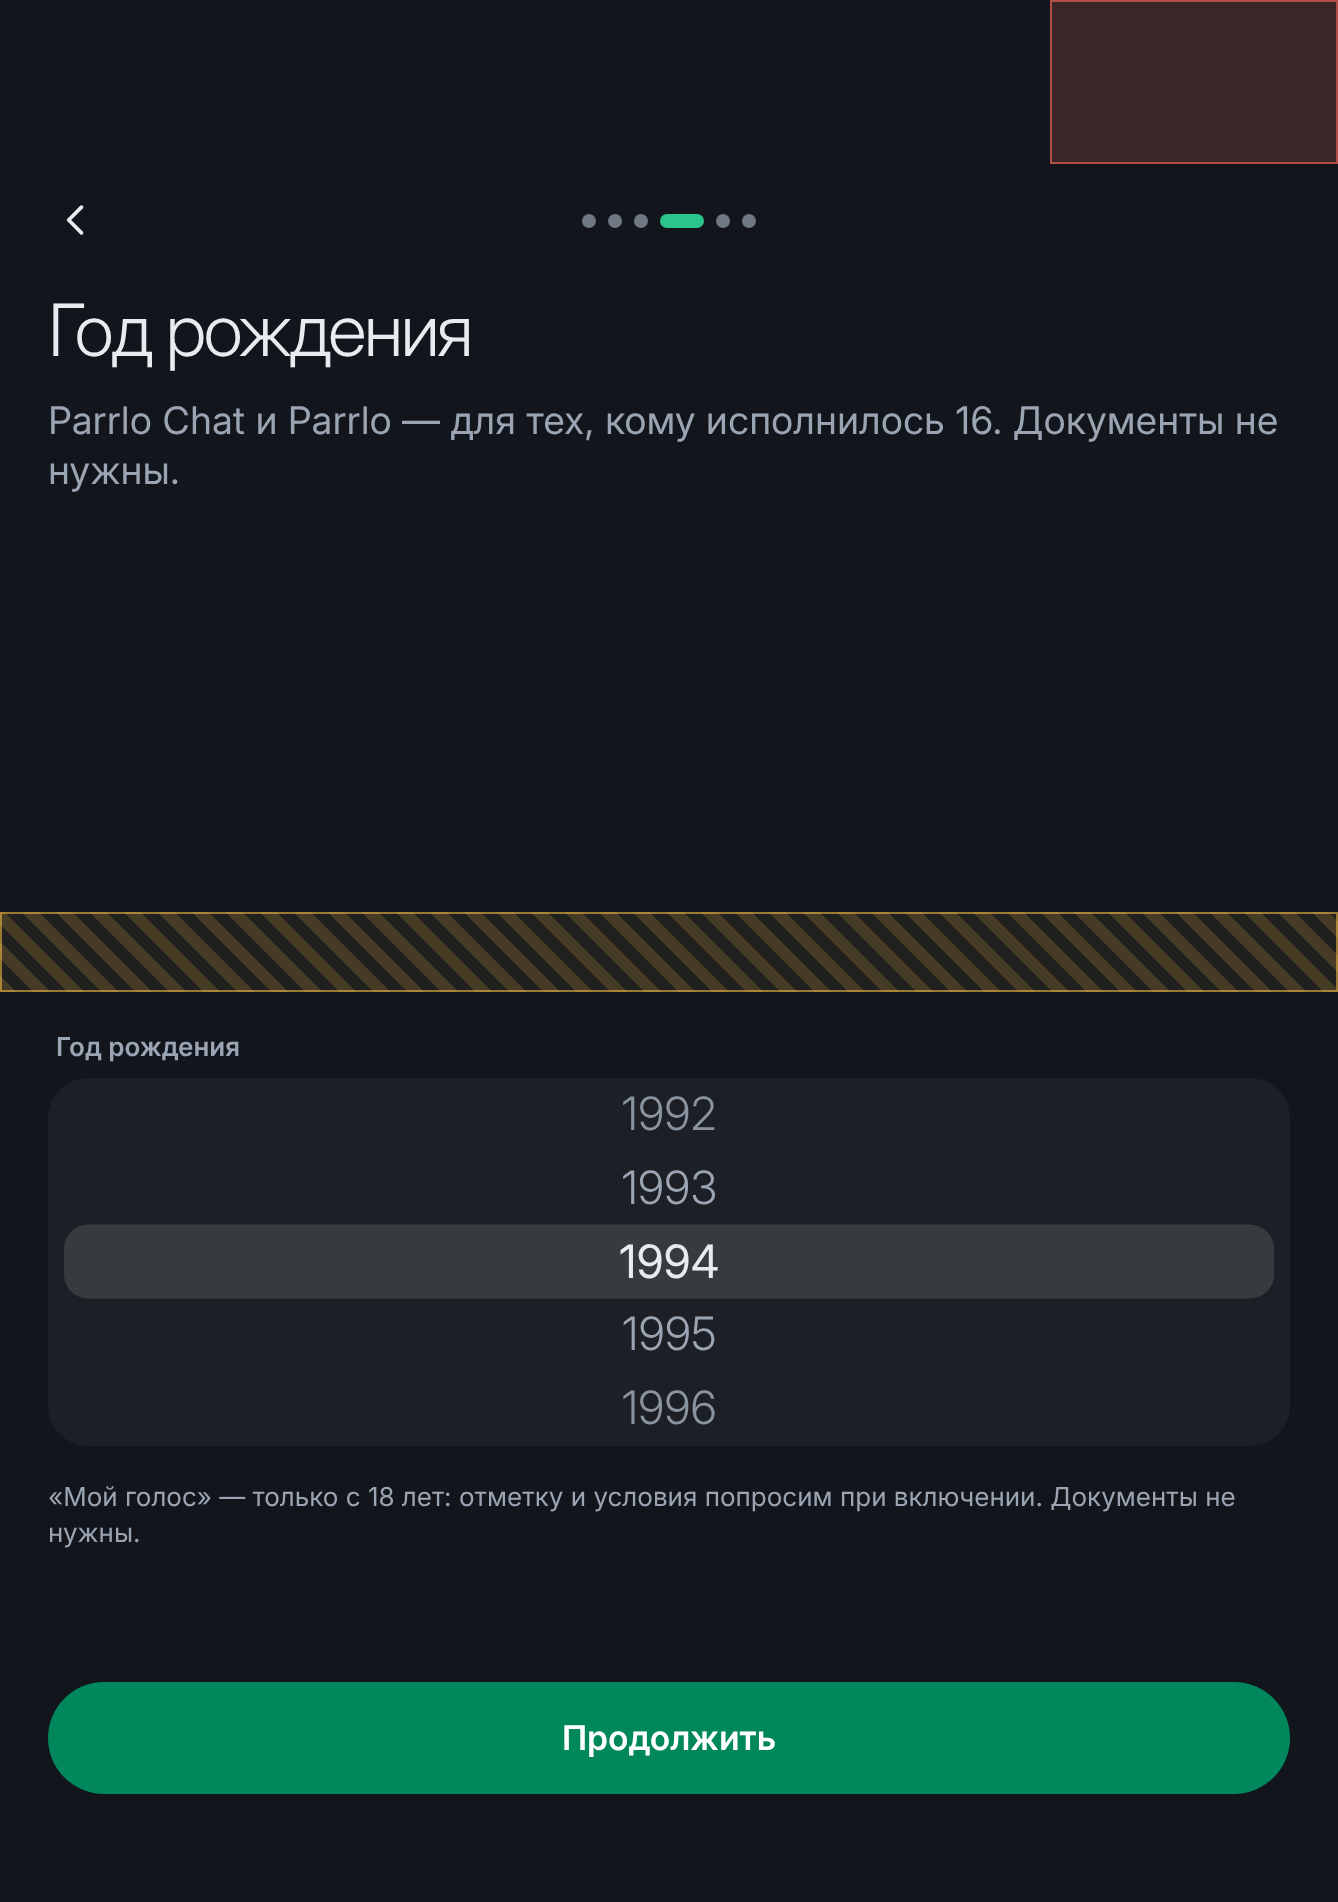 Год рождения
Parrlo Chat и Parrlo — для тех, кому исполнилось 16. Документы не
нужны.
Год рождения
1992
1993
1994
1995
1996
«Мой голос» — только с 18 лет: отметку и условия попросим при включении. Документы не
нужны.
Продолжить